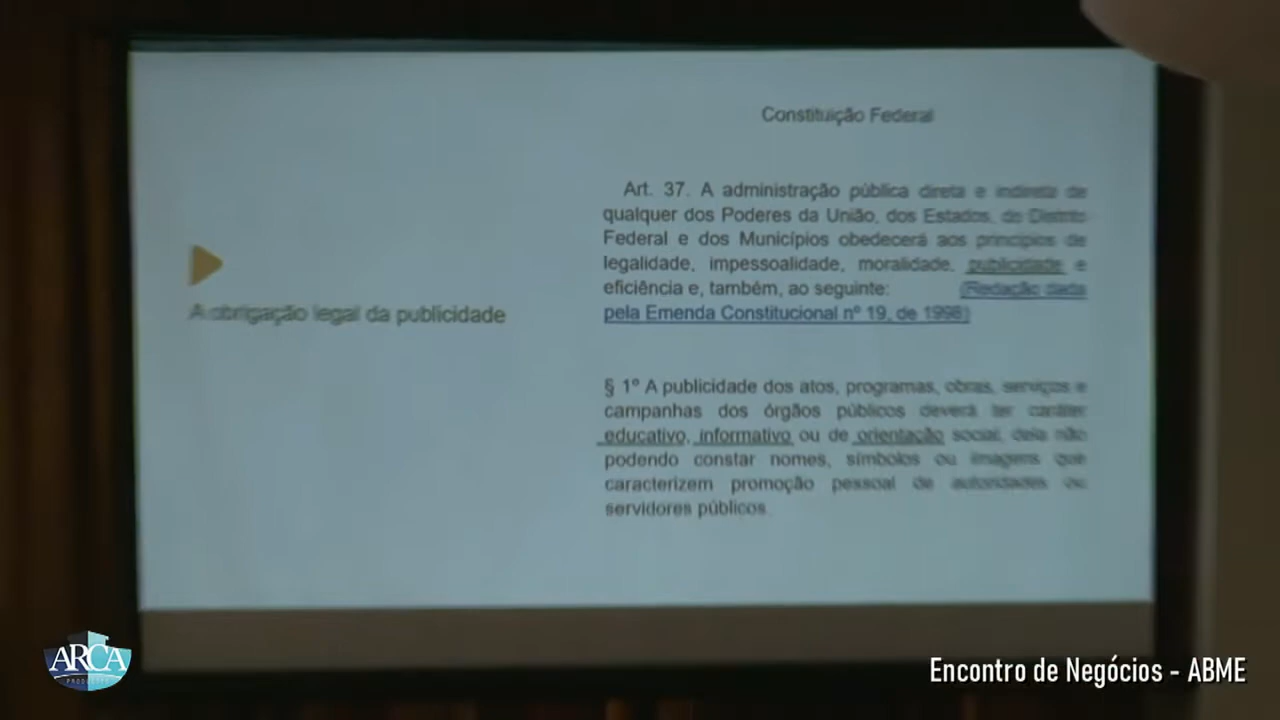 Constituição Federal
Art. 37. A administração pública direta e indireta de
qualquer dos Poderes da União, dos Estados, do Distrito
Federal e dos Municípios obedecerá aos princípios de
legalidade, impessoalidade, moralidade, publicidade e
eficiência e, também, ao seguinte: (Redação dada
pela Emenda Constitucional nº 19, de 1998)
A obrigação legal da publicidade
§ 1º A publicidade dos atos, programas, obras, serviços e
campanhas dos órgãos públicos deverá ter caráter
educativo, informativo ou de orientação social, dela não
podendo constar nomes, símbolos ou imagens que
caracterizem promoção pessoal de autoridades ou
servidores públicos.
ARCA
PRODUÇÕES
Encontro de Negócios - ABME